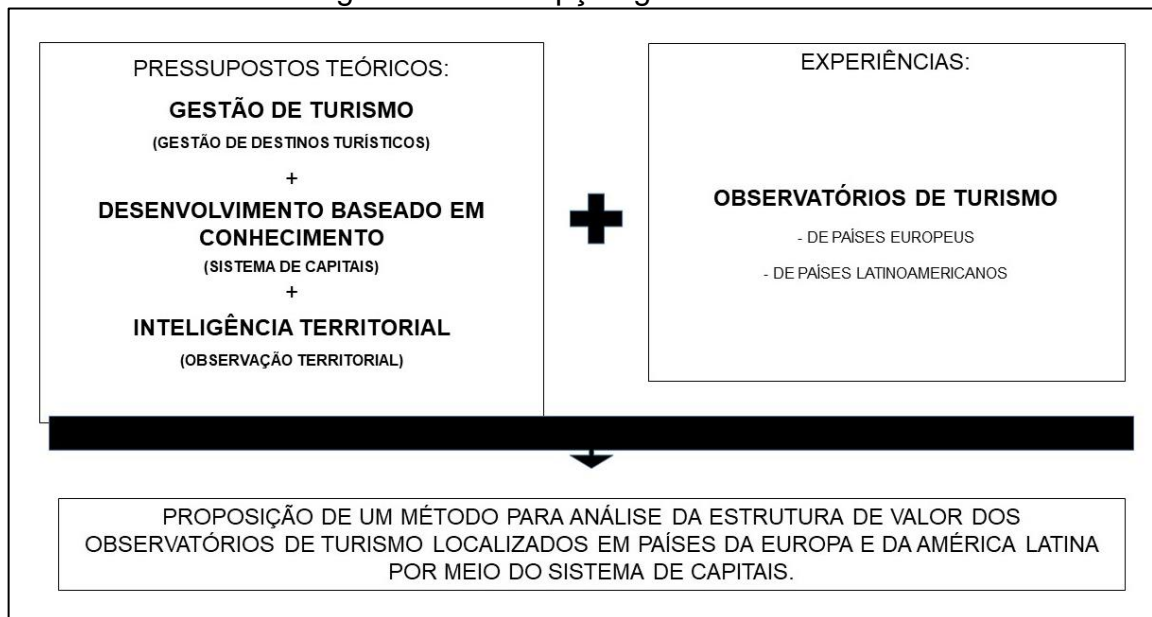 PRESSUPOSTOS TEÓRICOS:
GESTÃO DE TURISMO
(GESTÃO DE DESTINOS TURÍSTICOS)
+
DESENVOLVIMENTO BASEADO EM
CONHECIMENTO
(SISTEMA DE CAPITAIS)
+
INTELIGÊNCIA TERRITORIAL
(OBSERVAÇÃO TERRITORIAL)
EXPERIÊNCIAS:
OBSERVATÓRIOS DE TURISMO
- DE PAÍSES EUROPEUS
- DE PAÍSES LATINOAMERICANOS
PROPOSIÇÃO DE UM MÉTODO PARA ANÁLISE DA ESTRUTURA DE VALOR DOS
OBSERVATÓRIOS DE TURISMO LOCALIZADOS EM PAÍSES DA EUROPA E DA AMÉRICA LATINA
POR MEIO DO SISTEMA DE CAPITAIS.